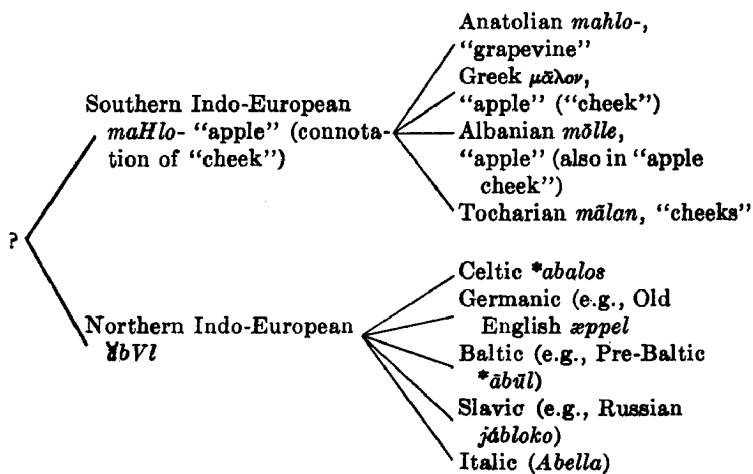 Anatolian mahlo-,
"grapevine"
Greek μᾶλον,
"apple" ("cheek")
Southern Indo-European
maHlo- "apple" (connota-
tion of "cheek")
Albanian mōlle,
"apple" (also in "apple
cheek")
Tocharian mālan, "cheeks"
?
Northern Indo-European
bVl
Celtic *abalos
Germanic (e.g., Old
English æppel
Baltic (e.g., Pre-Baltic
*ābūl)
Slavic (e.g., Russian
jábloko)
Italic (Abella)